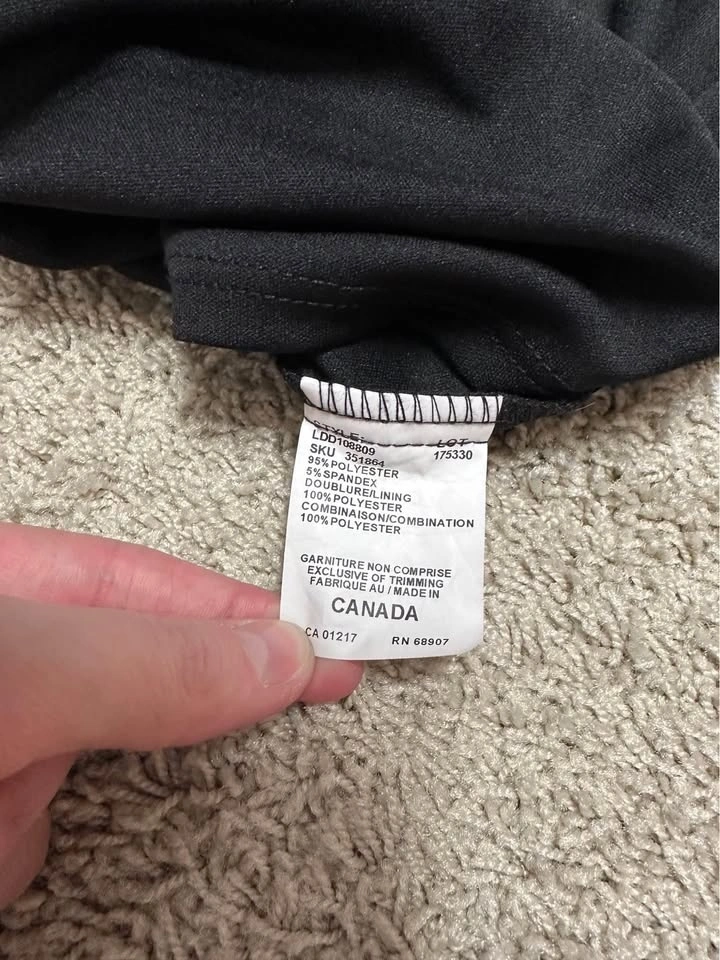 STYLE: LOT
LDD108809 175330
SKU 351864
95%POLYESTER
5%SPANDEX
DOUBLURE/LINING
100%POLYESTER
COMBINAISON/COMBINATION
100%POLYESTER
GARNITURE NON COMPRISE
EXCLUSIVE OF TRIMMING
FABRIQUE AU / MADE IN
CANADA
CA 01217 RN 68907